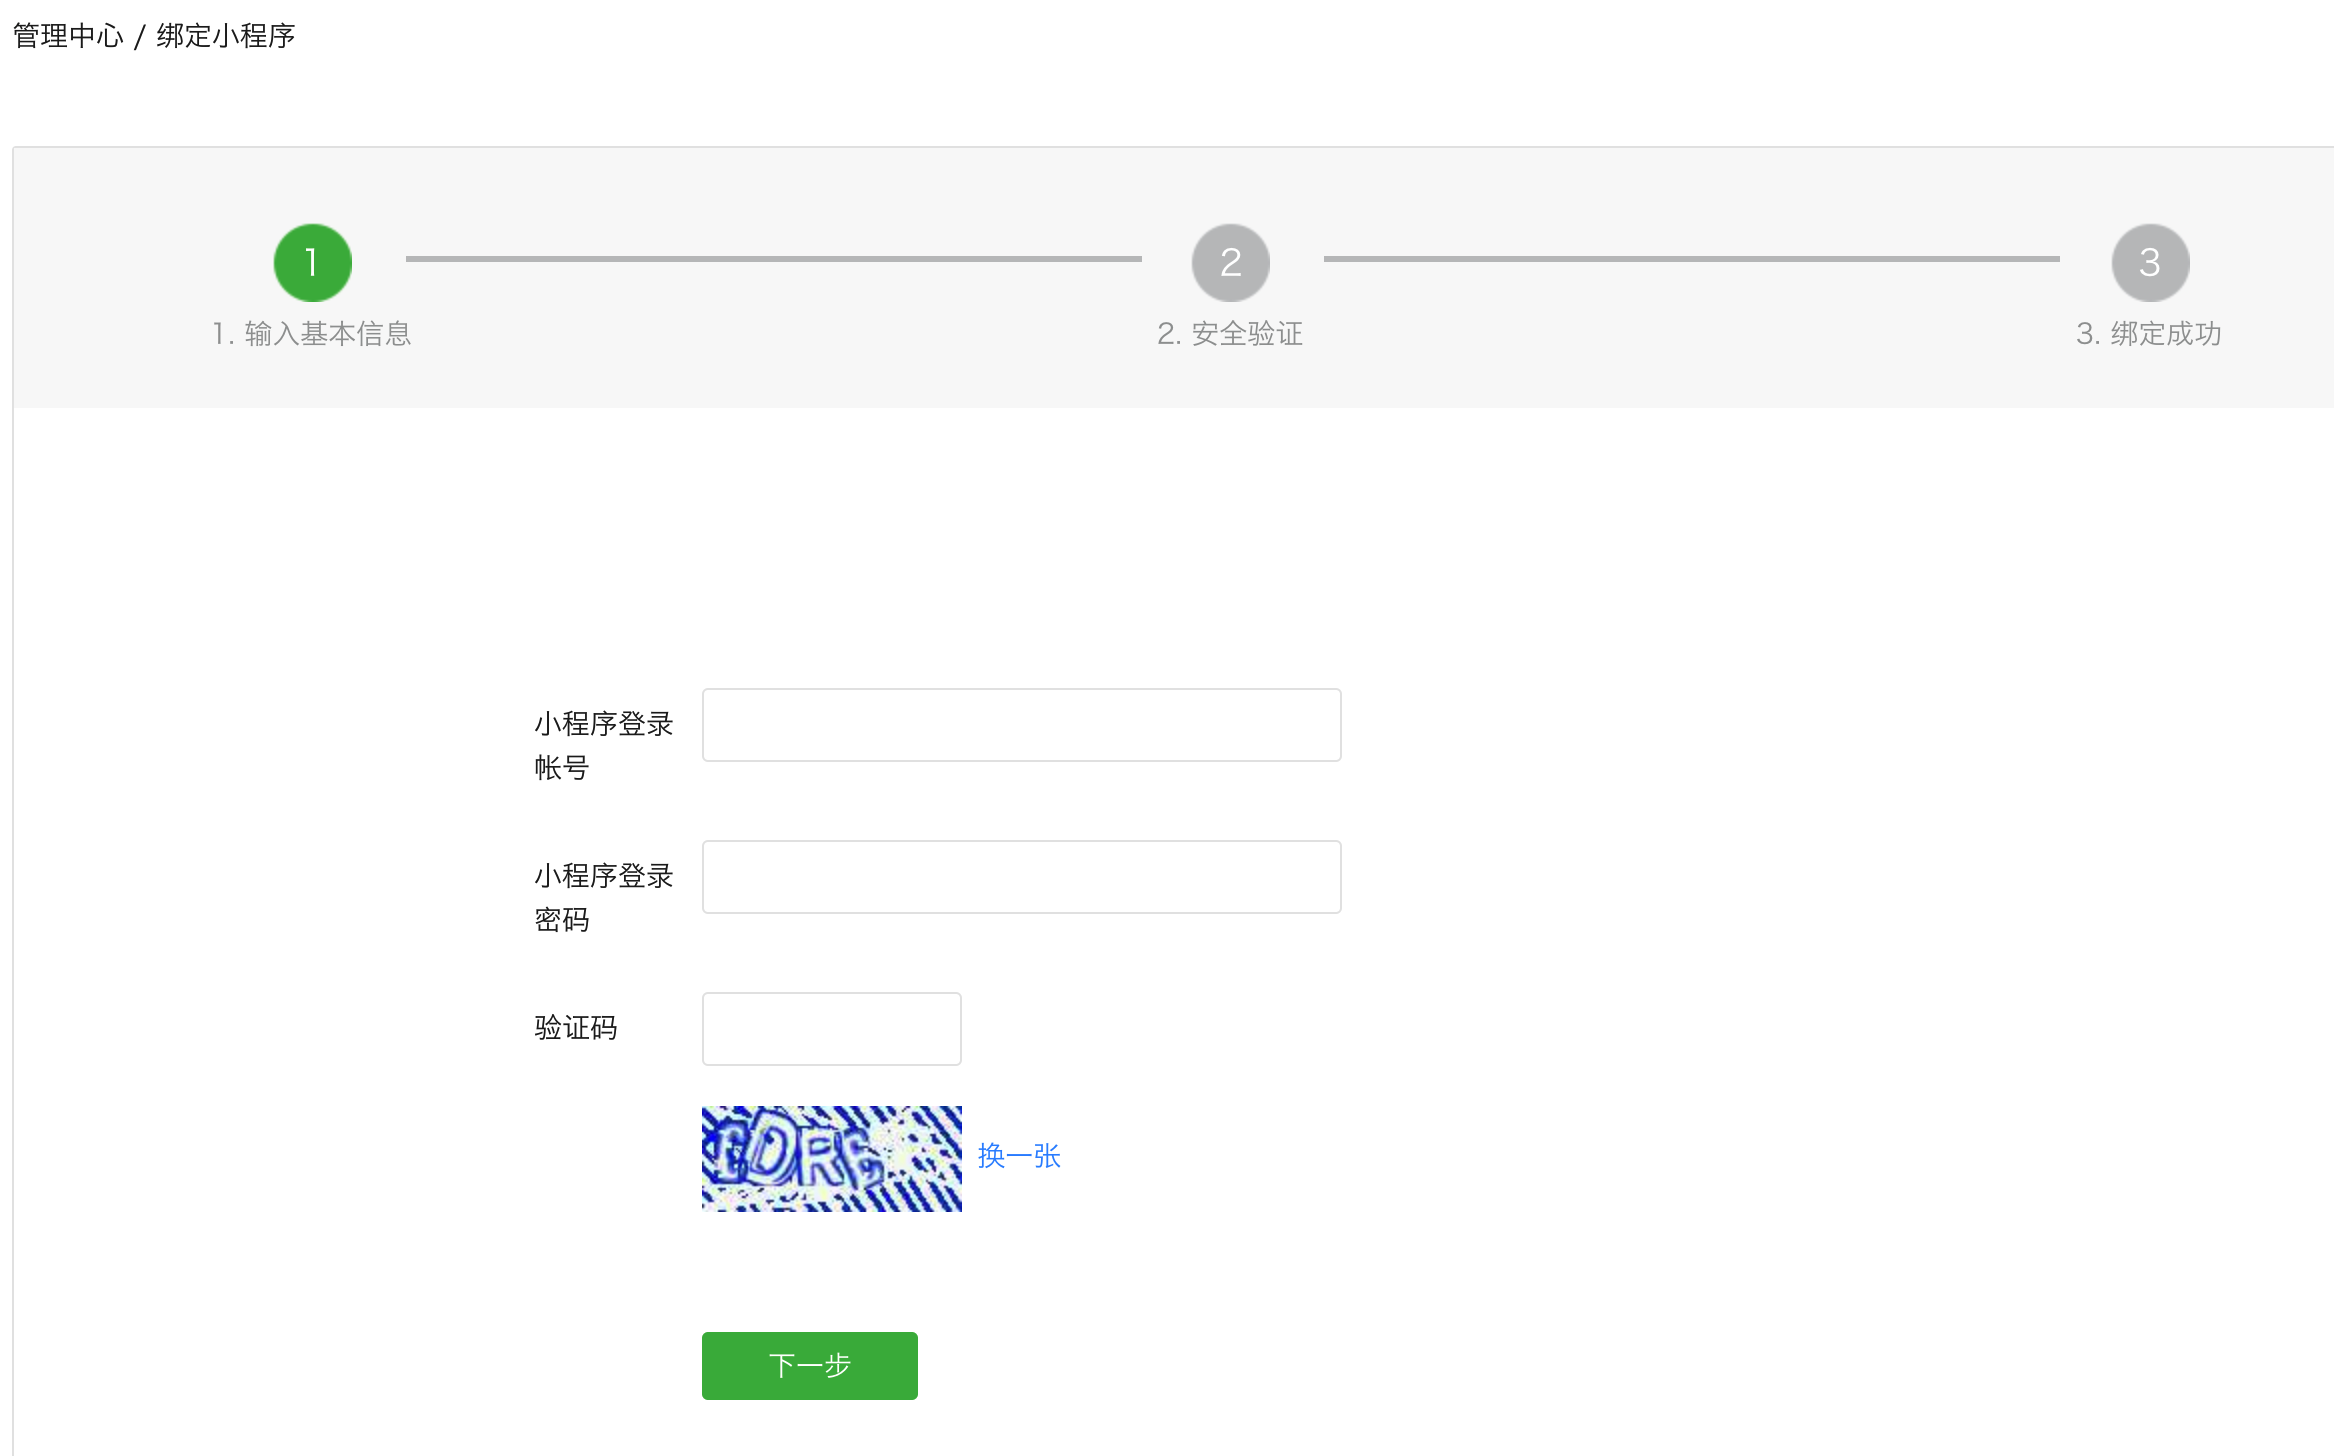 管理中心 / 绑定小程序
1
2
3
1. 输入基本信息
2. 安全验证
3. 绑定成功
小程序登录
帐号
小程序登录
密码
验证码
换一张
下一步